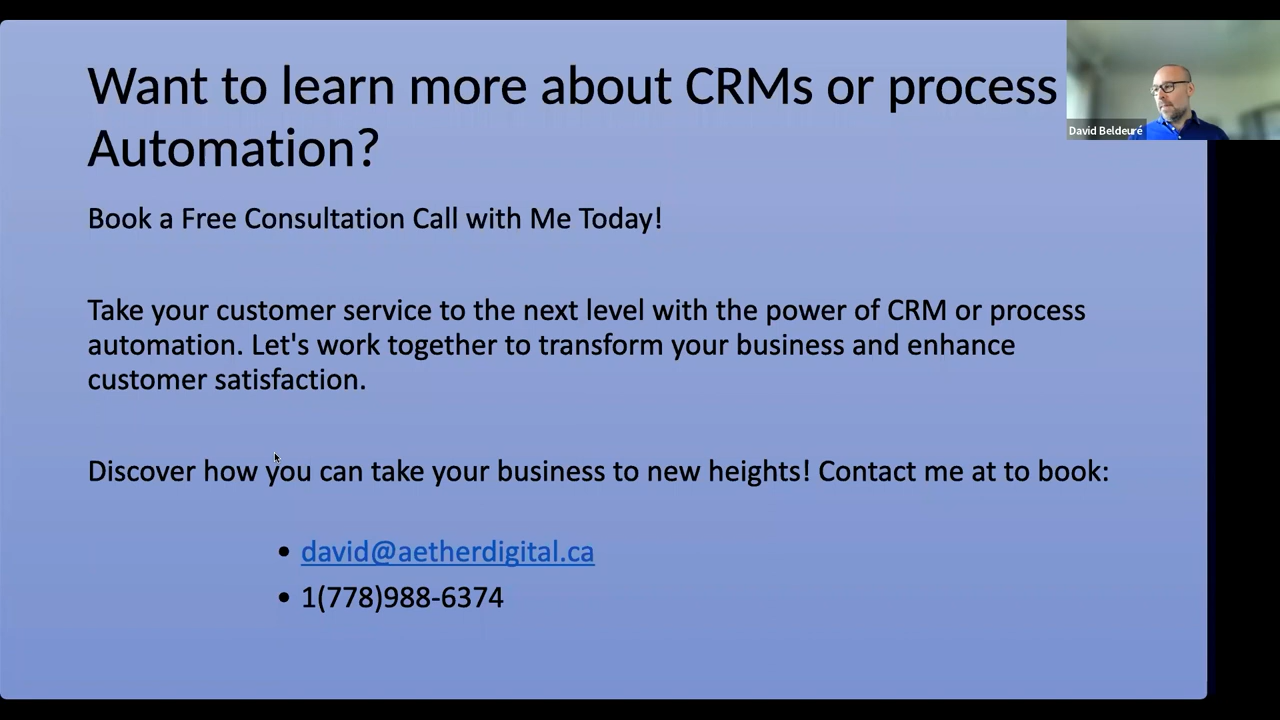 Want to learn more about CRMs or process
Automation?
David Beldeuré
Book a Free Consultation Call with Me Today!
Take your customer service to the next level with the power of CRM or process
automation. Let's work together to transform your business and enhance
customer satisfaction.
Discover how you can take your business to new heights! Contact me at to book:
• david@aetherdigital.ca
• 1(778)988-6374